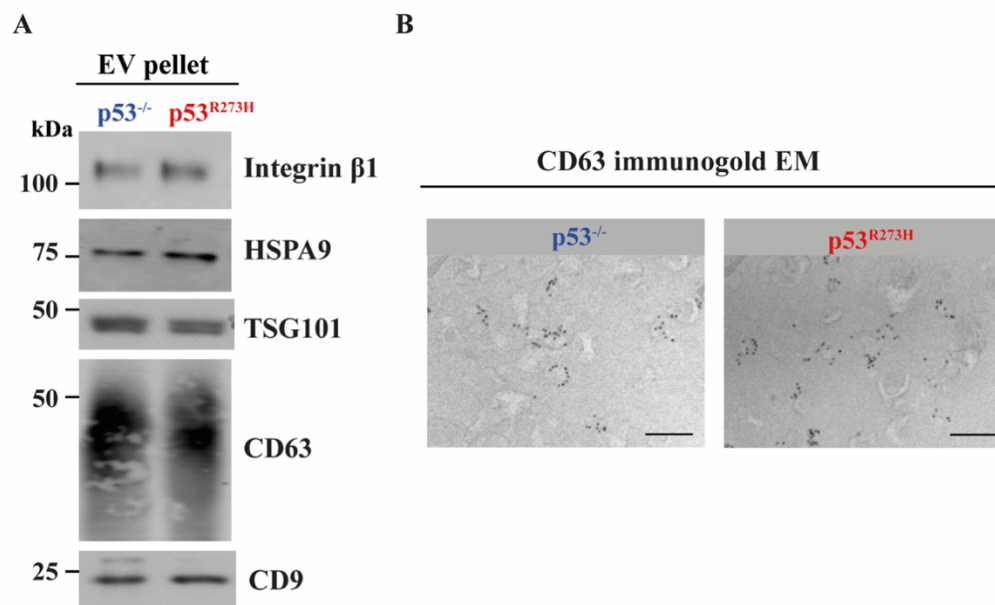 A
EV pellet
p53-/- p53R273H
kDa
100
Integrin β1
75
HSPA9
50
TSG101
50
CD63
25
CD9
B
CD63 immunogold EM
p53-/-
p53R273H